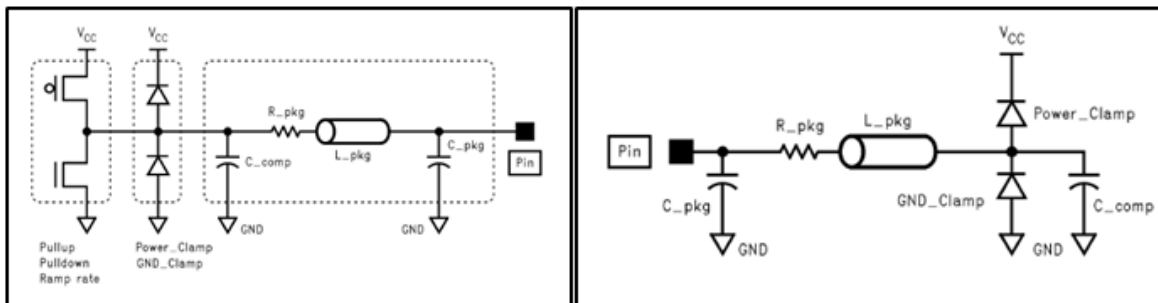 V_CC
V_CC
R_pkg
L_pkg
C_comp
C_pkg
Pin
GND
GND
Pullup
Pulldown
Ramp rate
Power_Clamp
GND_Clamp
V_CC
Power_Clamp
L_pkg
R_pkg
Pin
GND_Clamp
C_pkg
C_comp
GND
GND